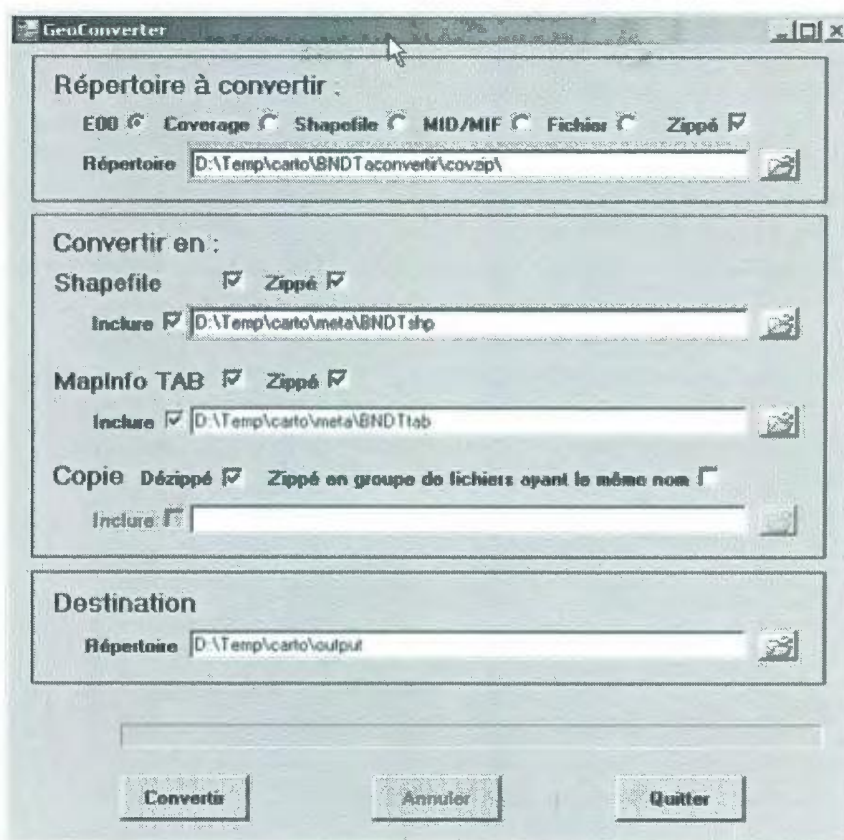 GeoConverter
Répertoire à convertir :
E00 Coverage Shapefile MID/MIF Fichier Zippé
Répertoire D:\Temp\carto\BNDTaconvertir\covzip\
Convertir en :
Shapefile Zippé
Inclure D:\Temp\carto\meta\BNDTshp
MapInfo TAB Zippé
Inclure D:\Temp\carto\meta\BNDTtab
Copie Dézippé Zippé en groupe de fichiers ayant le même nom
Inclure
Destination
Répertoire D:\Temp\carto\output
Convertir Annuler Quitter